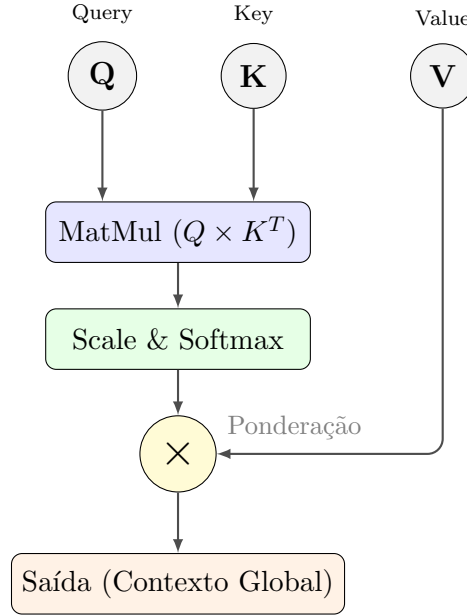 Query Key Value
Q K V
MatMul (Q × K^T)
Scale & Softmax
Ponderação
×
Saída (Contexto Global)